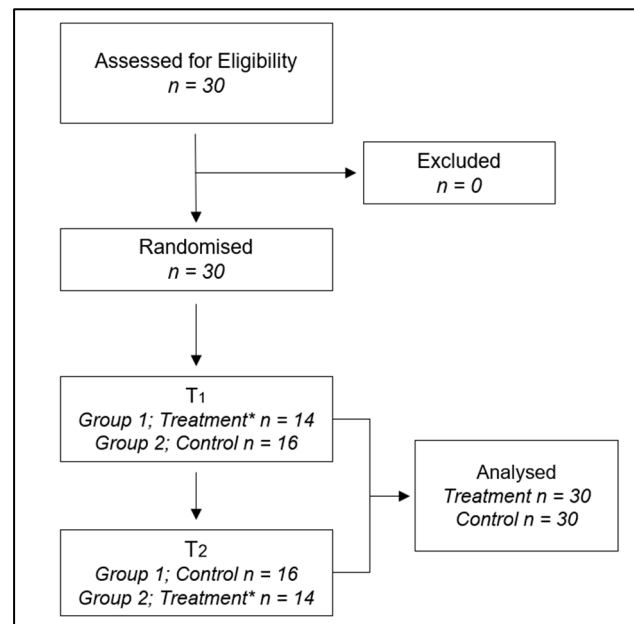 Assessed for Eligibility
n = 30
Excluded
n = 0
Randomised
n = 30
T1
Group 1; Treatment* n = 14
Group 2; Control n = 16
Analysed
Treatment n = 30
Control n = 30
T2
Group 1; Control n = 16
Group 2; Treatment* n = 14